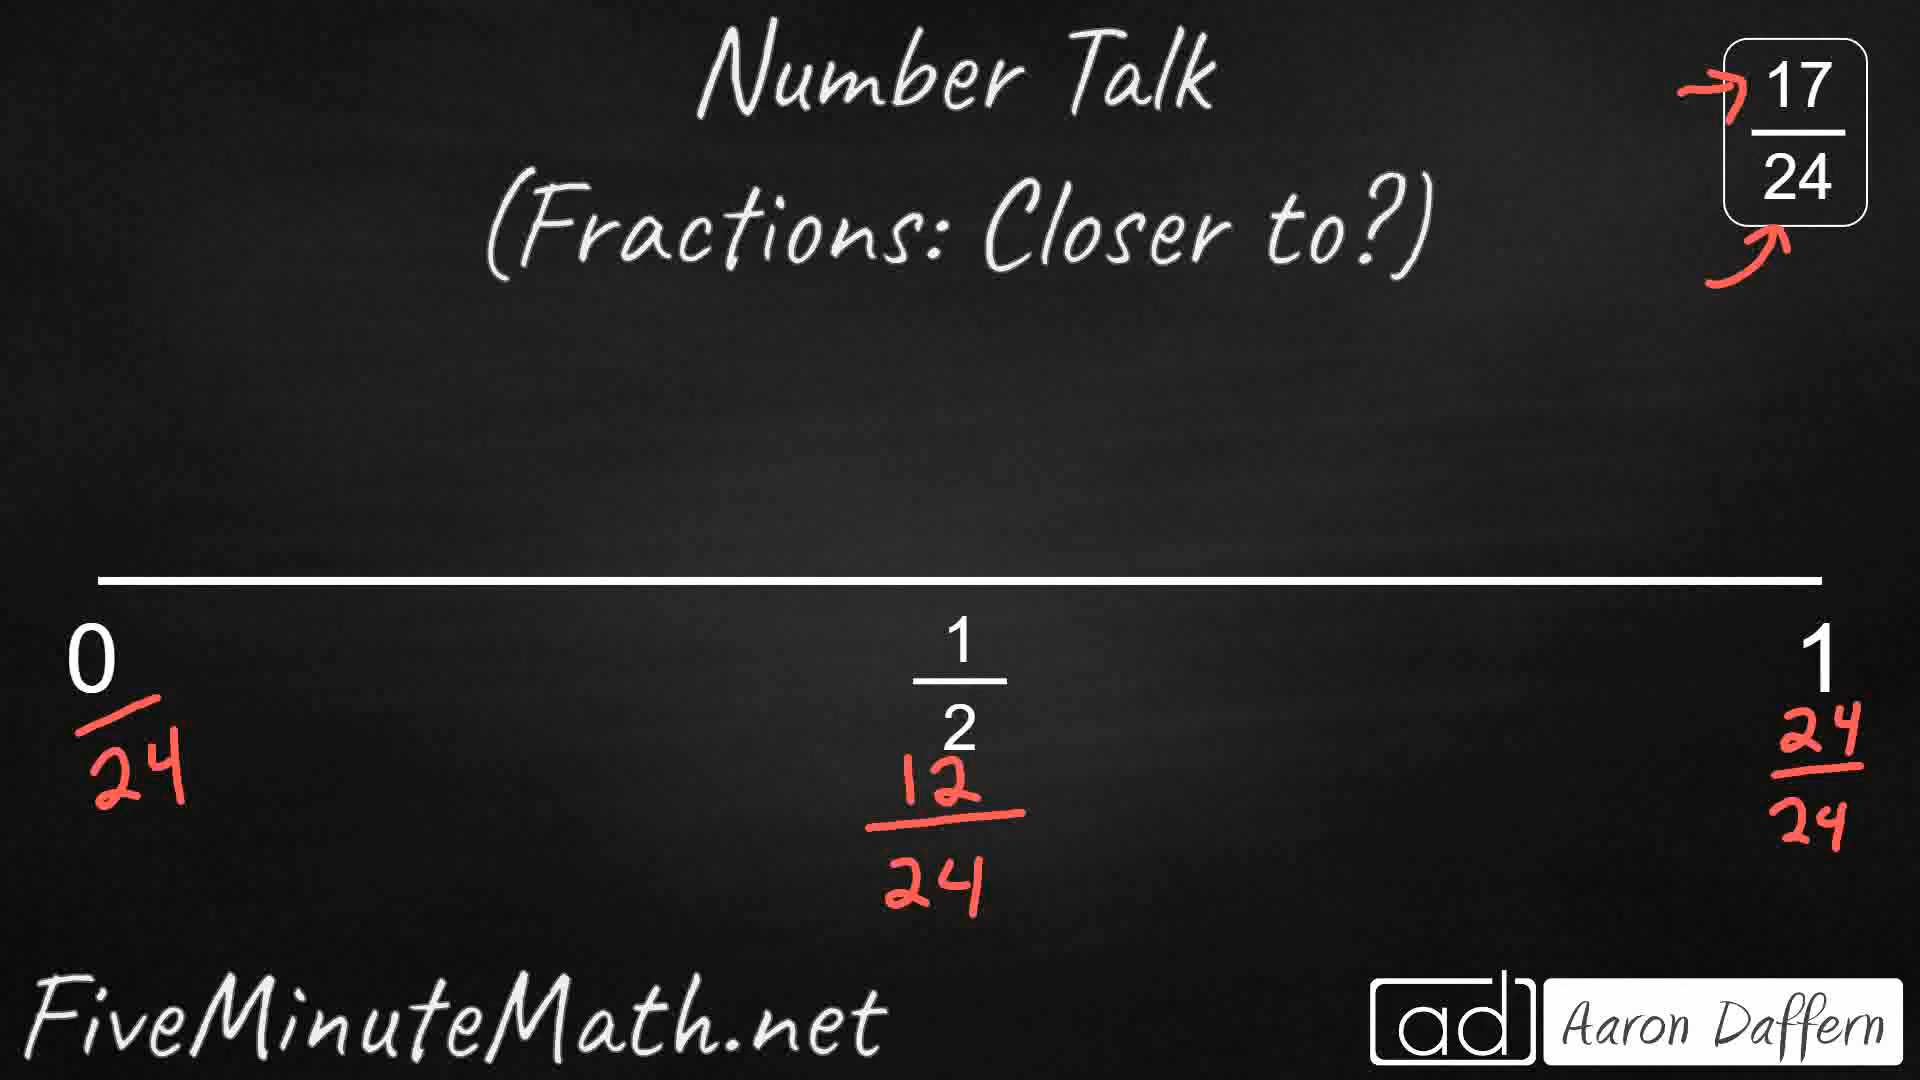 Number Talk
(Fractions: Closer to?)
17
24
0
24
1
2
12
24
1
24
24
FiveMinuteMath.net
ad Aaron Daffern